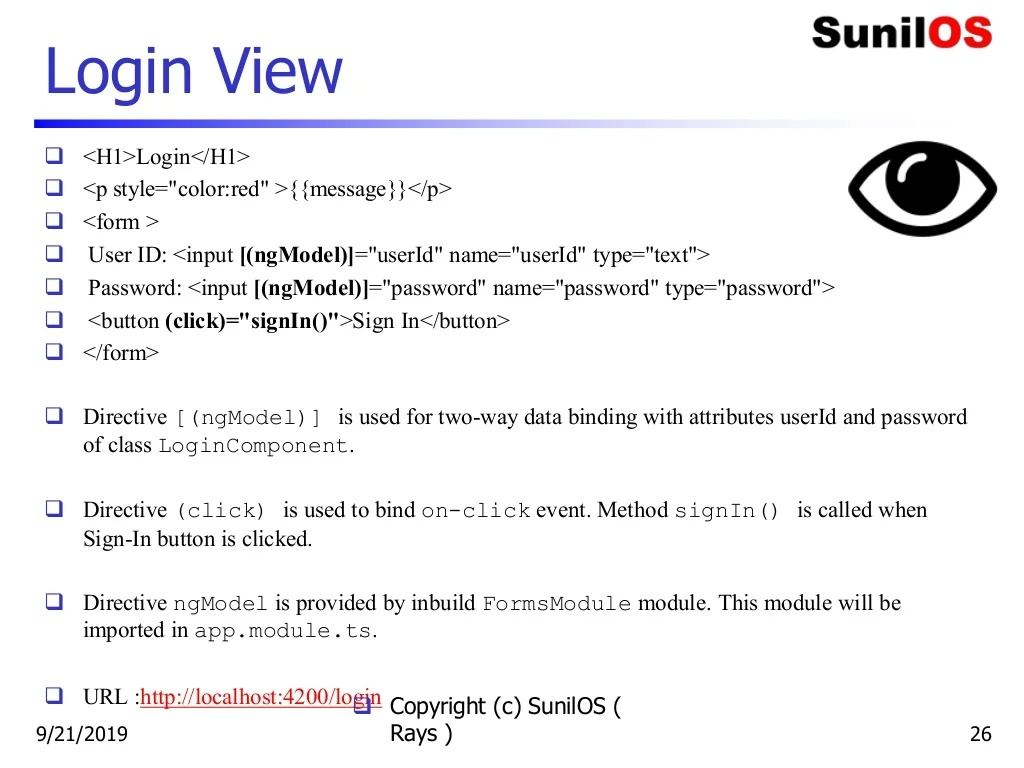 SunilOS
Login View
<H1>Login</H1>
<p style="color:red" >{{message}}</p>
<form >
User ID: <input [(ngModel)]="userId" name="userId" type="text">
Password: <input [(ngModel)]="password" name="password" type="password">
<button (click)="signIn()">Sign In</button>
</form>
Directive [(ngModel)] is used for two-way data binding with attributes userId and password
of class LoginComponent.
Directive (click) is used to bind on-click event. Method signIn() is called when
Sign-In button is clicked.
Directive ngModel is provided by inbuild FormsModule module. This module will be
imported in app.module.ts.
URL :http://localhost:4200/login
Copyright (c) SunilOS (
Rays )
9/21/2019
26